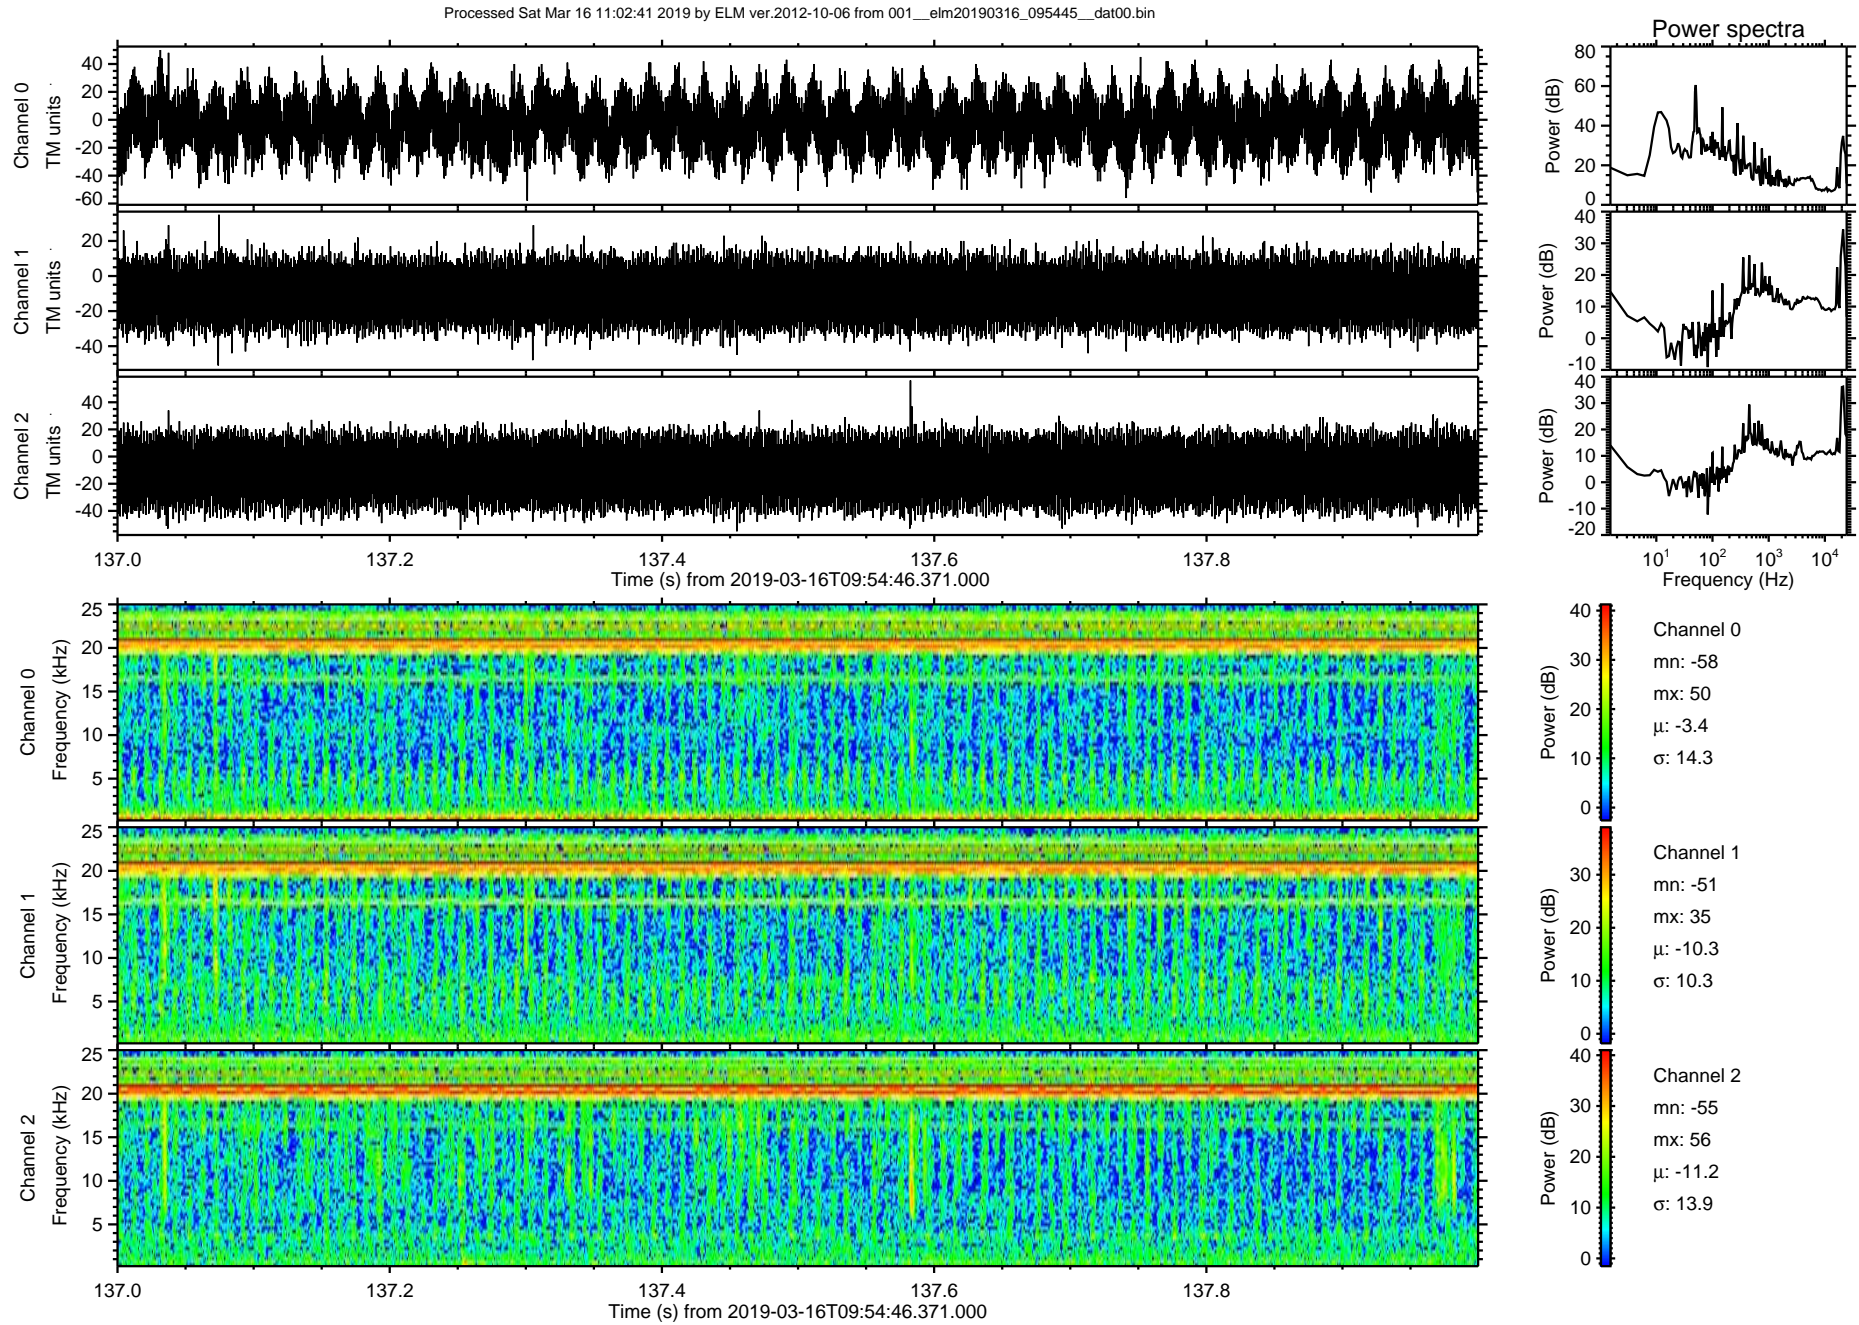 Processed Sat Mar 16 11:02:41 2019 by ELM ver.2012-10-06 from 001__elm20190316_095445__dat00.bin
Power spectra
Channel 0
TM units
40
20
0
-20
-40
-60
Power (dB)
80
60
40
20
0
Channel 1
TM units
20
0
-20
-40
Power (dB)
40
30
20
10
0
-10
Channel 2
TM units
40
20
0
-20
-40
Power (dB)
40
30
20
10
0
-10
-20
137.0 137.2 137.4 137.6 137.8
Time (s) from 2019-03-16T09:54:46.371.000
10^1 10^2 10^3 10^4
Frequency (Hz)
Channel 0
Frequency (kHz)
25
20
15
10
5
Power (dB)
40
30
20
10
0
Channel 0
mn: -58
mx: 50
μ: -3.4
σ: 14.3
Channel 1
Frequency (kHz)
25
20
15
10
5
Power (dB)
30
20
10
0
Channel 1
mn: -51
mx: 35
μ: -10.3
σ: 10.3
Channel 2
Frequency (kHz)
25
20
15
10
5
Power (dB)
40
30
20
10
0
Channel 2
mn: -55
mx: 56
μ: -11.2
σ: 13.9
137.0 137.2 137.4 137.6 137.8
Time (s) from 2019-03-16T09:54:46.371.000